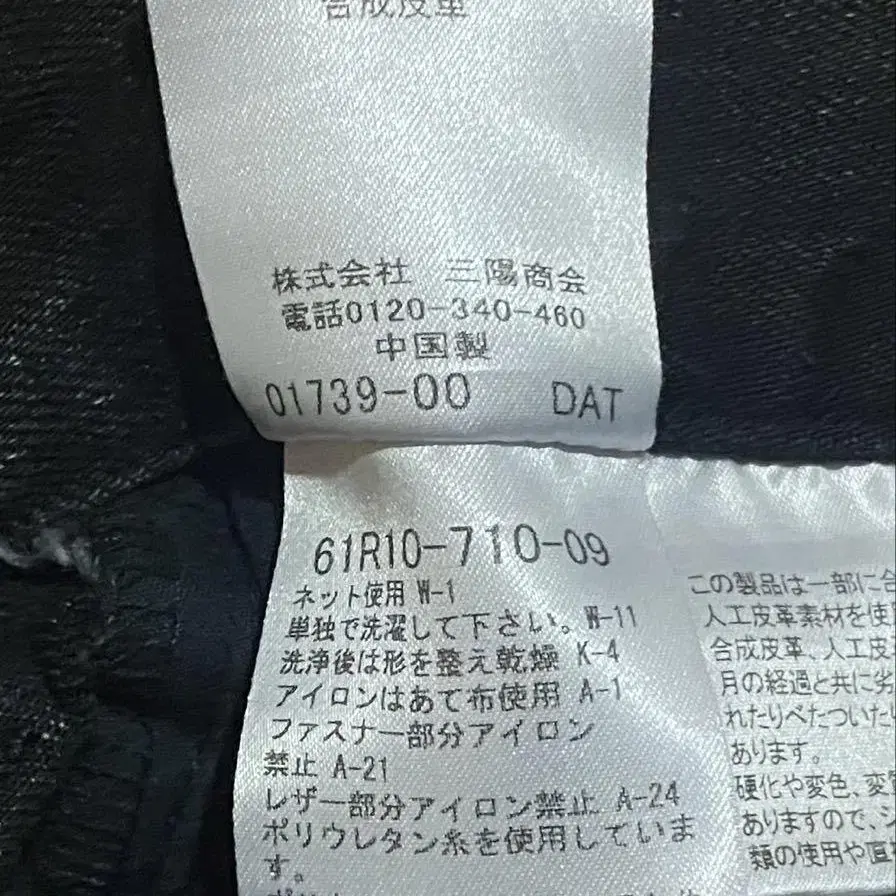 合成皮革
株式会社 三陽商会
電話0120-340-460
中国製
01739-00 DAT
61R10-710-09
ネット使用 W-1
単独で洗濯して下さい。W-11
洗浄後は形を整え乾燥 K-4
アイロンはあて布使用 A-1
ファスナー部分アイロン
禁止 A-21
レザー部分アイロン禁止 A-24
ポリウレタン糸を使用していま
す。
この製品は一部に合
人工皮革素材を使
合成皮革、人工皮
月の経過と共に劣
れたりべたついた
あります。
硬化や変色、変
ありますので、
類の使用や直